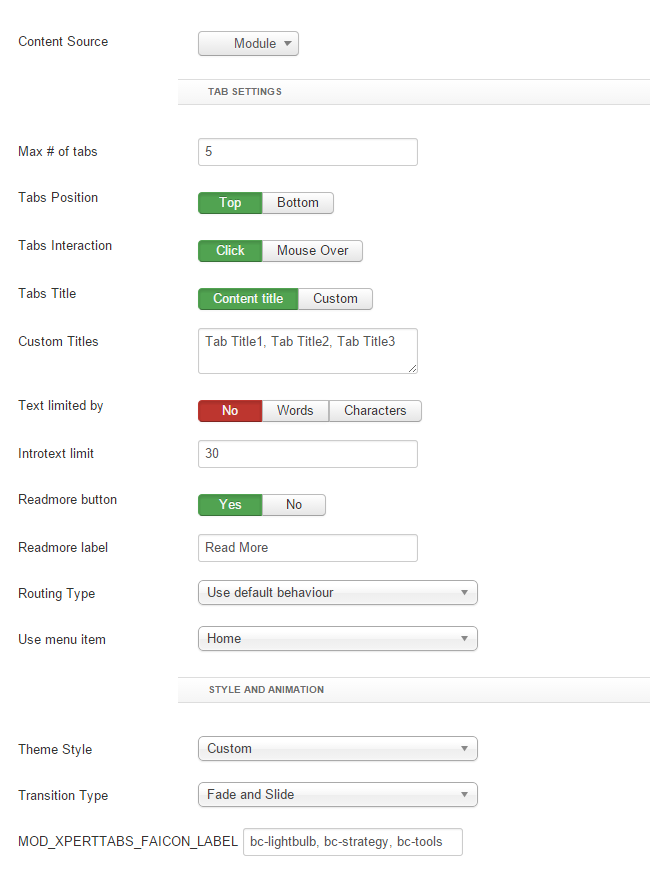 Content Source Module
TAB SETTINGS
Max # of tabs 5
Tabs Position Top Bottom
Tabs Interaction Click Mouse Over
Tabs Title Content title Custom
Custom Titles Tab Title1, Tab Title2, Tab Title3
Text limited by No Words Characters
Introtext limit 30
Readmore button Yes No
Readmore label Read More
Routing Type Use default behaviour
Use menu item Home
STYLE AND ANIMATION
Theme Style Custom
Transition Type Fade and Slide
MOD_XPERTTABS_FAICON_LABEL bc-lightbulb, bc-strategy, bc-tools